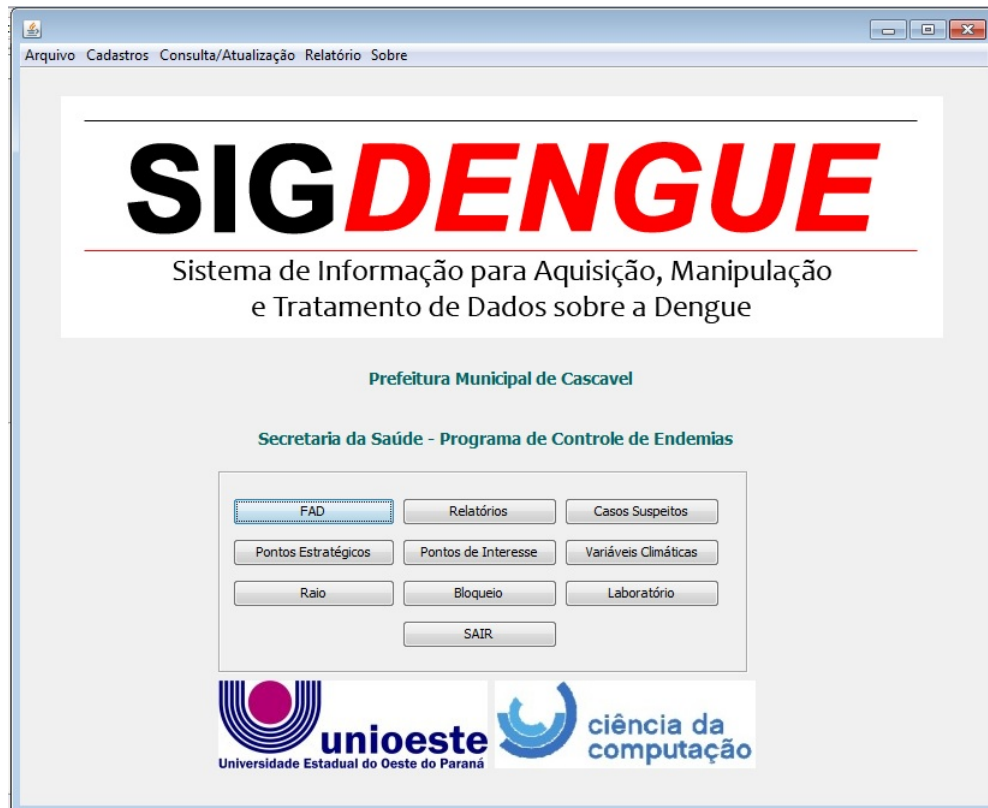 Arquivo Cadastros Consulta/Atualização Relatório Sobre
SIGDENGUE
Sistema de Informação para Aquisição, Manipulação
e Tratamento de Dados sobre a Dengue
Prefeitura Municipal de Cascavel
Secretaria da Saúde - Programa de Controle de Endemias
FAD Relatórios Casos Suspeitos
Pontos Estratégicos Pontos de Interesse Variáveis Climáticas
Raio Bloqueio Laboratório
SAIR
unioeste
Universidade Estadual do Oeste do Paraná
ciência da
computação